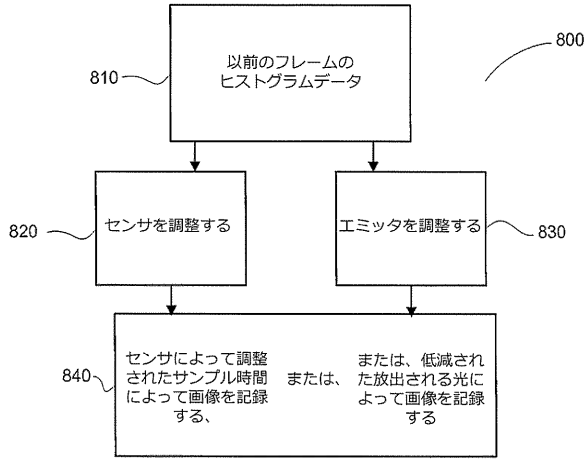 以前のフレームの
ヒストグラムデータ
810
800
センサを調整する
820
エミッタを調整する
830
840
センサによって調整
されたサンプル時間
によって画像を記録
する、
または、
または、低減され
た放出される光に
よって画像を記録
する